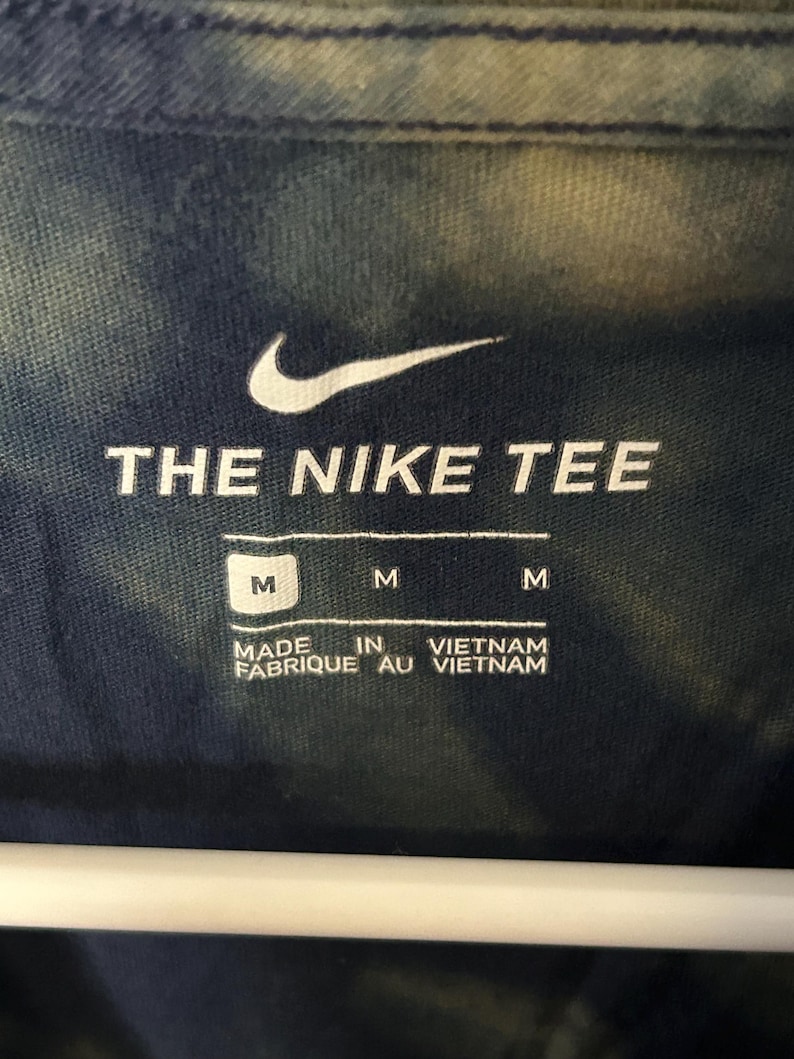 THE NIKE TEE
M M M
MADE IN VIETNAM
FABRIQUE AU VIETNAM